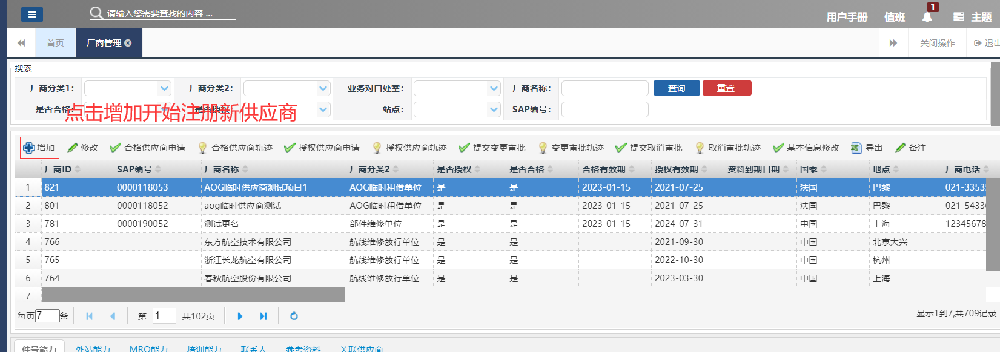 请输入您需要查找的内容 ...
用户手册 值班 1 主题
首页 厂商管理 关闭操作 退出
搜索
厂商分类1: 厂商分类2: 业务对口处室: 厂商名称: 查询 重置
是否合格: 是否授权 站点: SAP编号:
点击增加开始注册新供应商
增加 修改 合格供应商申请 合格供应商轨迹 授权供应商申请 授权供应商轨迹 提交变更审批 变更审批轨迹 提交取消审批 取消审批轨迹 基本信息修改 导出 备注
厂商ID SAP编号 厂商名称 厂商分类2 是否授权 是否合格 合格有效期 授权有效期 资料到期日期 国家 地点 厂商电话
1 821 0000118053 AOG临时供应商测试项目1 AOG临时租借单位 是 是 2023-01-15 2021-07-25 法国 巴黎 021-3353
2 801 0000118052 aog临时供应商测试 AOG临时租借单位 是 是 2023-01-15 2021-07-25 法国 巴黎 021-5433
3 781 0000190052 测试更名 部件维修单位 是 是 2023-01-15 2024-07-31 中国 上海 12345678
4 766 东方航空技术有限公司 航线维修放行单位 是 是 2021-09-30 中国 北京大兴
5 765 浙江长龙航空有限公司 航线维修放行单位 是 是 2022-10-30 中国 杭州
6 764 春秋航空股份有限公司 航线维修放行单位 是 是 2023-03-30 中国 上海
7
每页7条 第 1 共102页 显示1到7,共709记录
件号能力 外站能力 MRO能力 培训能力 联系人 参考资料 关联供应商